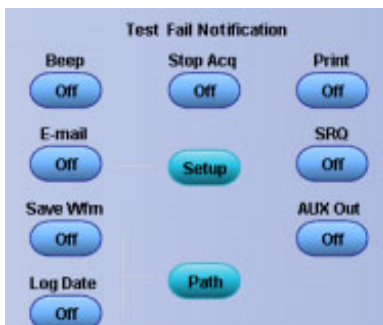 Test Fail Notification
Beep Stop Acq Print
Off Off Off
E-mail SRQ
Off Setup Off
Save Wfm AUX Out
Off Off
Log Date Path
Off